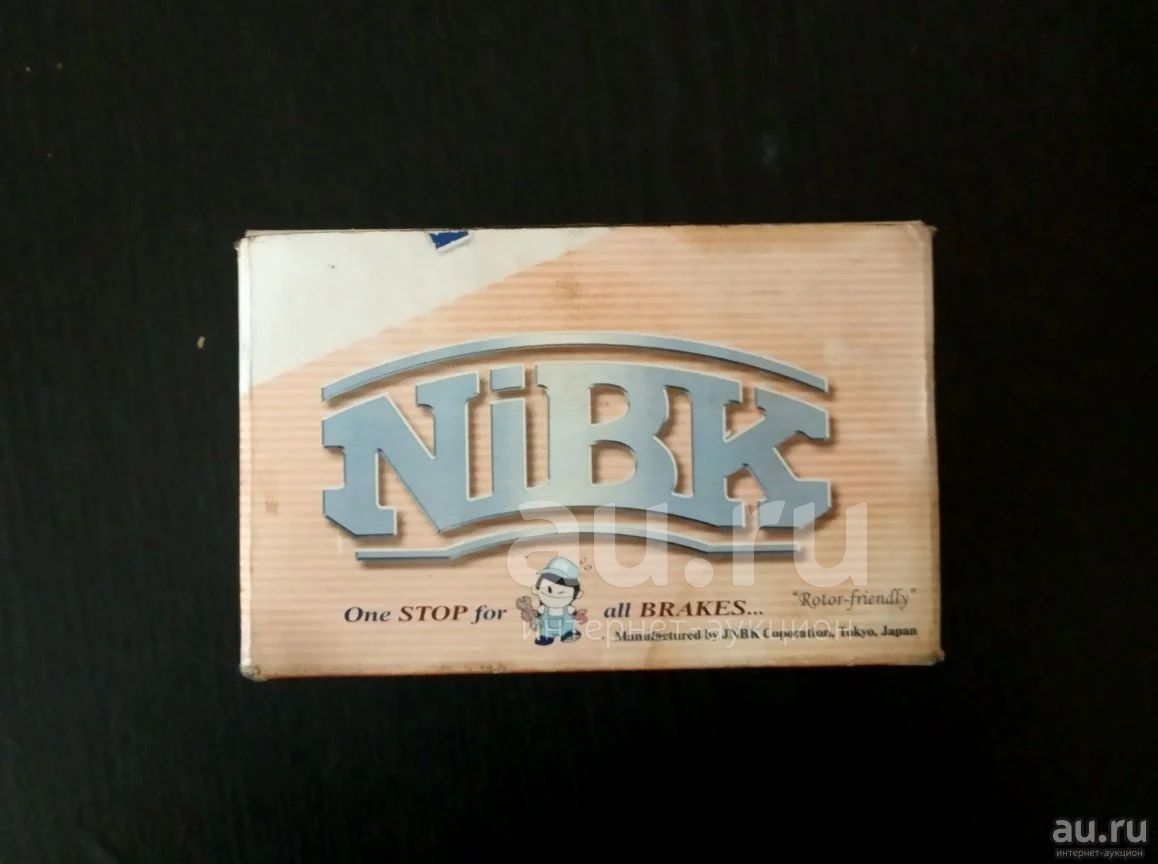 NiBK
au.ru
"Rotor-friendly"
One STOP for all BRAKES...
интернет-аукцион
Manufactured by JNBK Coporation, Tokyo, Japan
au.ru
интернет-аукцион